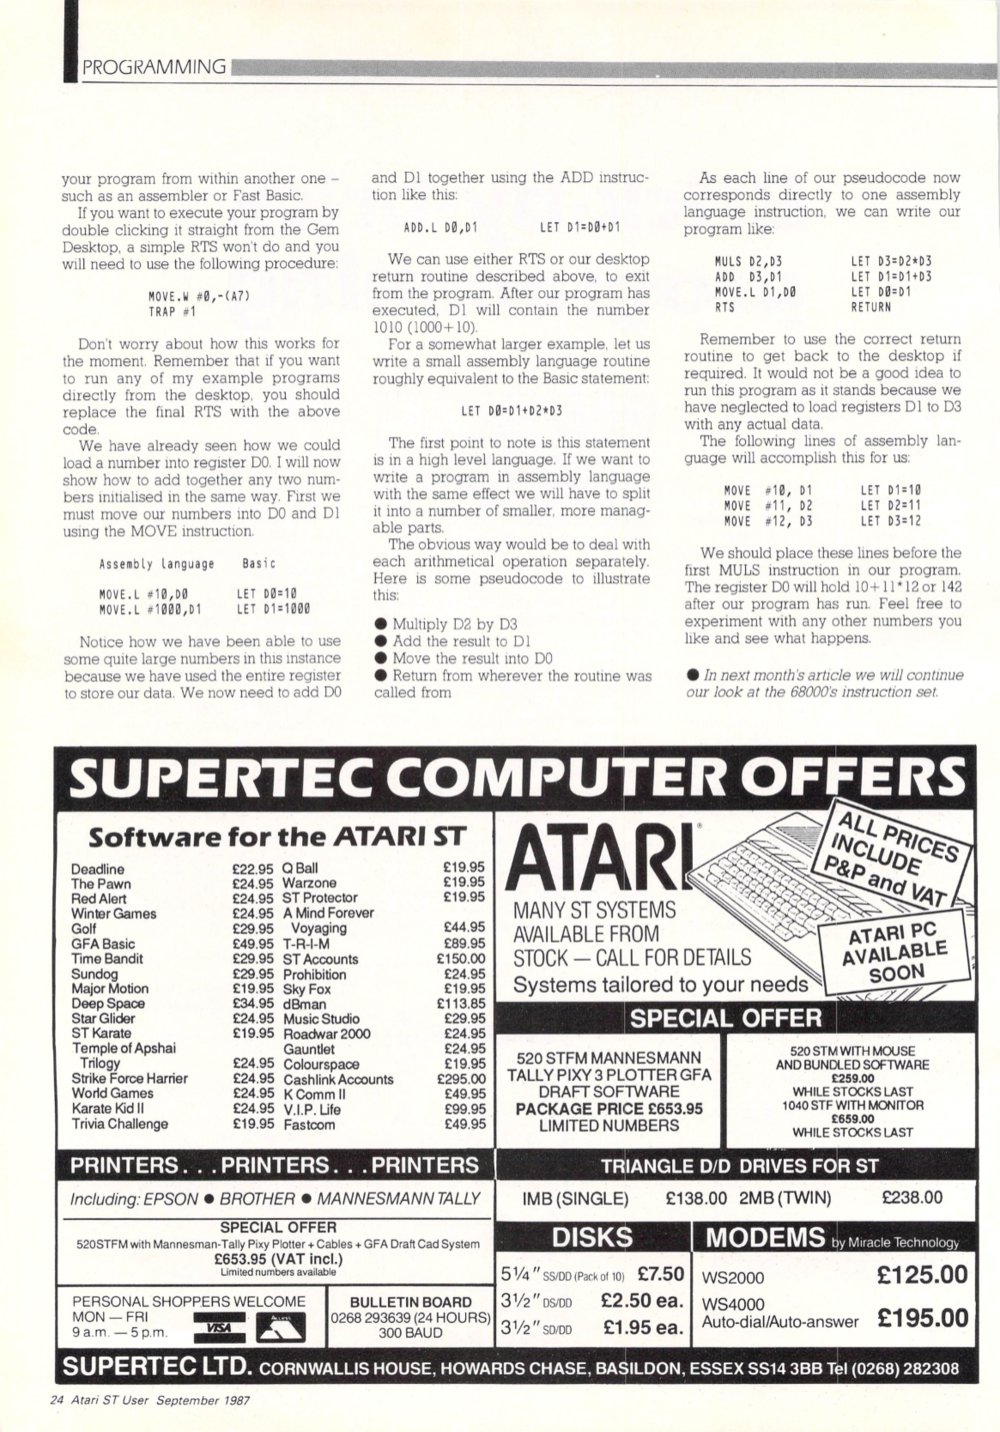 PROGRAMMING
your program from within another one –
such as an assembler or Fast Basic.
If you want to execute your program by
double clicking it straight from the Gem
Desktop, a simple RTS won't do and you
will need to use the following procedure:
MOVE.W #0,-(A7)
TRAP #1
Don't worry about how this works for
the moment. Remember that if you want
to run any of my example programs
directly from the desktop, you should
replace the final RTS with the above
code.
We have already seen how we could
load a number into register D0. I will now
show how to add together any two num-
bers initialised in the same way. First we
must move our numbers into D0 and D1
using the MOVE instruction.
Assembly language Basic
MOVE.L #10,D0 LET D0=10
MOVE.L #1000,D1 LET D1=1000
Notice how we have been able to use
some quite large numbers in this instance
because we have used the entire register
to store our data. We now need to add D0
and D1 together using the ADD instruc-
tion like this:
ADD.L D0,D1 LET D1=D0+D1
We can use either RTS or our desktop
return routine described above, to exit
from the program. After our program has
executed, D1 will contain the number
1010 (1000+10).
For a somewhat larger example, let us
write a small assembly language routine
roughly equivalent to the Basic statement:
LET D0=D1+D2*D3
The first point to note is this statement
is in a high level language. If we want to
write a program in assembly language
with the same effect we will have to split
it into a number of smaller, more manag-
able parts.
The obvious way would be to deal with
each arithmetical operation separately.
Here is some pseudocode to illustrate
this:
● Multiply D2 by D3
● Add the result to D1
● Move the result into D0
● Return from wherever the routine was
called from
As each line of our pseudocode now
corresponds directly to one assembly
language instruction, we can write our
program like:
MULS D2,D3 LET D3=D2*D3
ADD D3,D1 LET D1=D1+D3
MOVE.L D1,D0 LET D0=D1
RTS RETURN
Remember to use the correct return
routine to get back to the desktop if
required. It would not be a good idea to
run this program as it stands because we
have neglected to load registers D1 to D3
with any actual data.
The following lines of assembly lan-
guage will accomplish this for us:
MOVE #10, D1 LET D1=10
MOVE #11, D2 LET D2=11
MOVE #12, D3 LET D3=12
We should place these lines before the
first MULS instruction in our program.
The register D0 will hold 10+11*12 or 142
after our program has run. Feel free to
experiment with any other numbers you
like and see what happens.
● In next month's article we will continue
our look at the 68000's instruction set.
SUPERTEC COMPUTER OFFERS
Software for the ATARI ST
Deadline £22.95 Q Ball £19.95
The Pawn £24.95 Warzone £19.95
Red Alert £24.95 ST Protector £19.95
Winter Games £24.95 A Mind Forever
Golf £29.95 Voyaging £44.95
GFA Basic £49.95 T-R-I-M £89.95
Time Bandit £29.95 ST Accounts £150.00
Sundog £29.95 Prohibition £24.95
Major Motion £19.95 Sky Fox £19.95
Deep Space £34.95 dBman £113.85
Star Glider £24.95 Music Studio £29.95
ST Karate £19.95 Roadwar 2000 £24.95
Temple of Apshai Gauntlet £24.95
Trilogy £24.95 Colourspace £19.95
Strike Force Harrier £24.95 Cashlink Accounts £295.00
World Games £24.95 K Comm II £49.95
Karate Kid II £24.95 V.I.P. Life £99.95
Trivia Challenge £19.95 Fastcom £49.95
ATARI®
MANY ST SYSTEMS
AVAILABLE FROM
STOCK — CALL FOR DETAILS
Systems tailored to your needs
ALL PRICES
INCLUDE
P&P and VAT
ATARI PC
AVAILABLE
SOON
SPECIAL OFFER
520 STFM MANNESMANN
TALLY PIXY 3 PLOTTER GFA
DRAFT SOFTWARE
PACKAGE PRICE £653.95
LIMITED NUMBERS
520 STM WITH MOUSE
AND BUNDLED SOFTWARE
£259.00
WHILE STOCKS LAST
1040 STF WITH MONITOR
£659.00
WHILE STOCKS LAST
PRINTERS. . .PRINTERS. . .PRINTERS
Including: EPSON ● BROTHER ● MANNESMANN TALLY
SPECIAL OFFER
520STFM with Mannesman-Tally Pixy Plotter + Cables + GFA Draft Cad System
£653.95 (VAT incl.)
Limited numbers available
PERSONAL SHOPPERS WELCOME
MON — FRI
9 a.m. — 5 p.m.
VISA
Access
BULLETIN BOARD
0268 293639 (24 HOURS)
300 BAUD
TRIANGLE D/D DRIVES FOR ST
IMB (SINGLE) £138.00 2MB (TWIN) £238.00
DISKS
5¼" SS/DD (Pack of 10) £7.50
3½" DS/DD £2.50 ea.
3½" SD/DD £1.95 ea.
MODEMS by Miracle Technology
WS2000 £125.00
WS4000
Auto-dial/Auto-answer £195.00
SUPERTEC LTD. CORNWALLIS HOUSE, HOWARDS CHASE, BASILDON, ESSEX SS14 3BB Tel (0268) 282308
24 Atari ST User September 1987